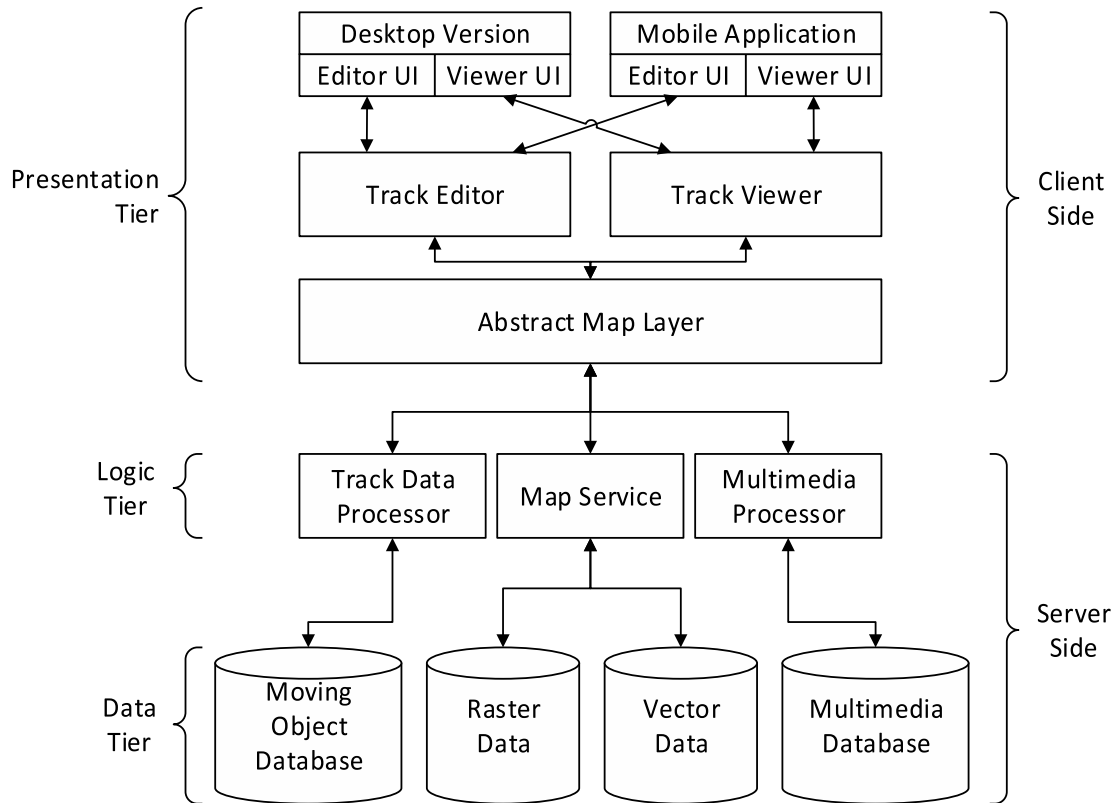 Desktop Version
Mobile Application
Editor UI
Viewer UI
Editor UI
Viewer UI
Presentation
Tier
Track Editor
Track Viewer
Client
Side
Abstract Map Layer
Logic
Tier
Track Data
Processor
Map Service
Multimedia
Processor
Server
Side
Data
Tier
Moving
Object
Database
Raster
Data
Vector
Data
Multimedia
Database